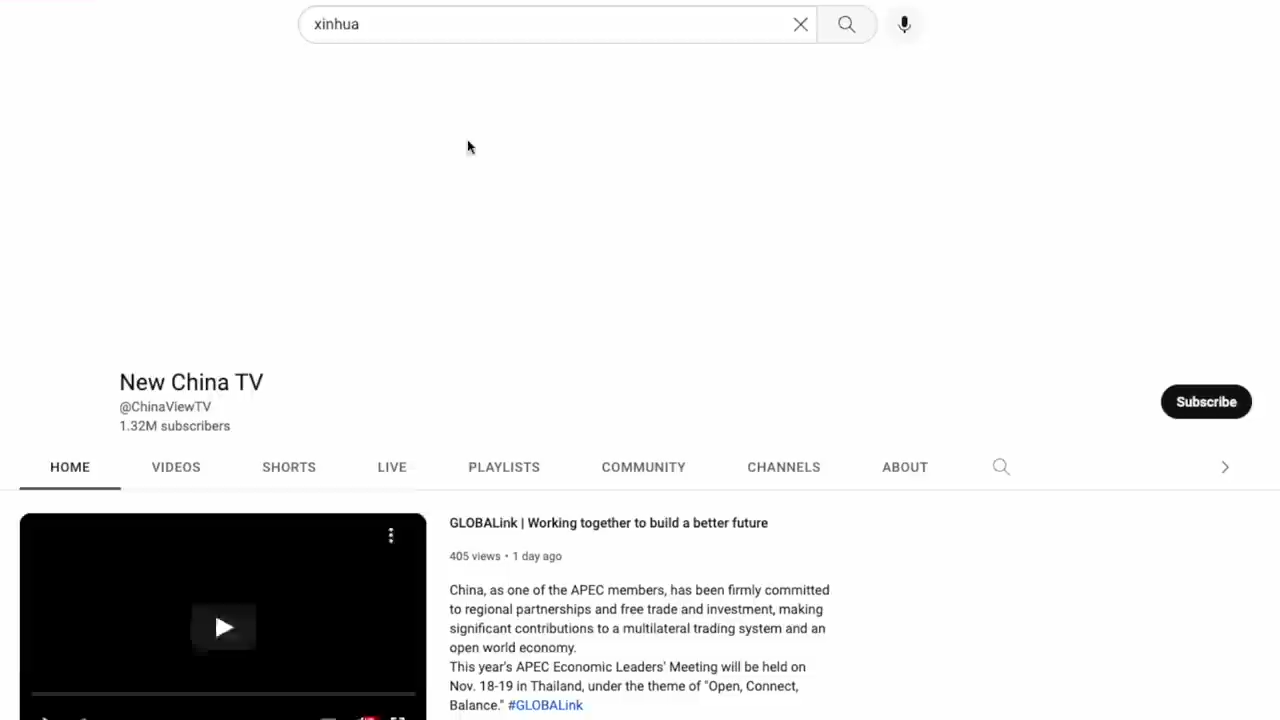 xinhua
New China TV
@ChinaViewTV
1.32M subscribers
Subscribe
HOME VIDEOS SHORTS LIVE PLAYLISTS COMMUNITY CHANNELS ABOUT
GLOBALink | Working together to build a better future
405 views • 1 day ago
China, as one of the APEC members, has been firmly committed
to regional partnerships and free trade and investment, making
significant contributions to a multilateral trading system and an
open world economy.
This year's APEC Economic Leaders' Meeting will be held on
Nov. 18-19 in Thailand, under the theme of "Open, Connect,
Balance." #GLOBALink